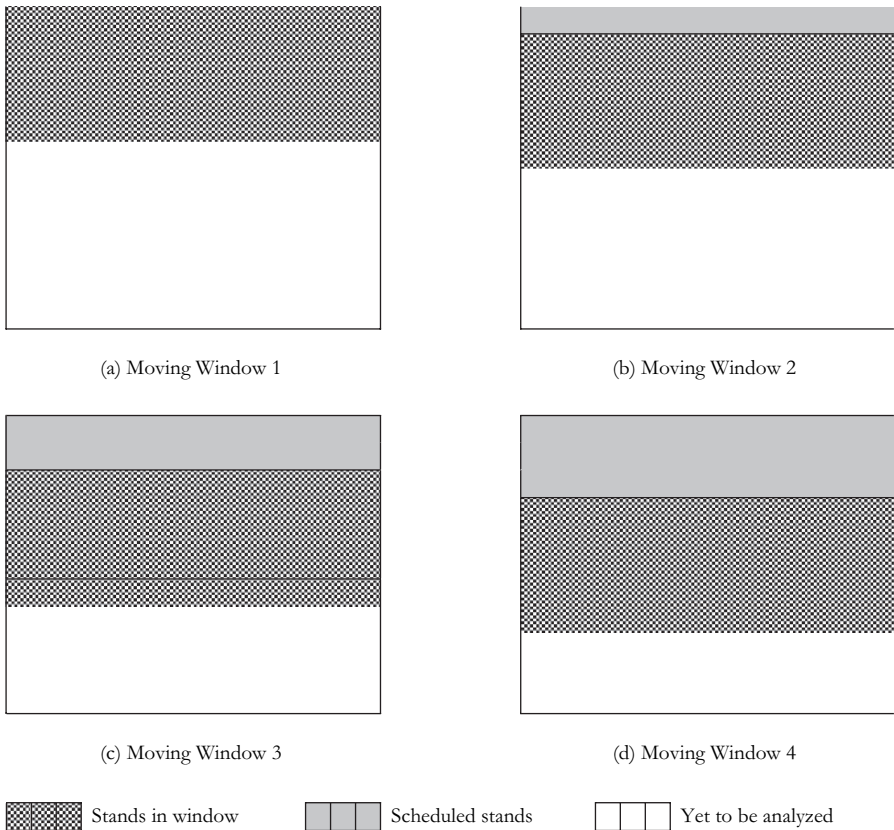 (a) Moving Window 1
(b) Moving Window 2
(c) Moving Window 3
(d) Moving Window 4
Stands in window
Scheduled stands
Yet to be analyzed